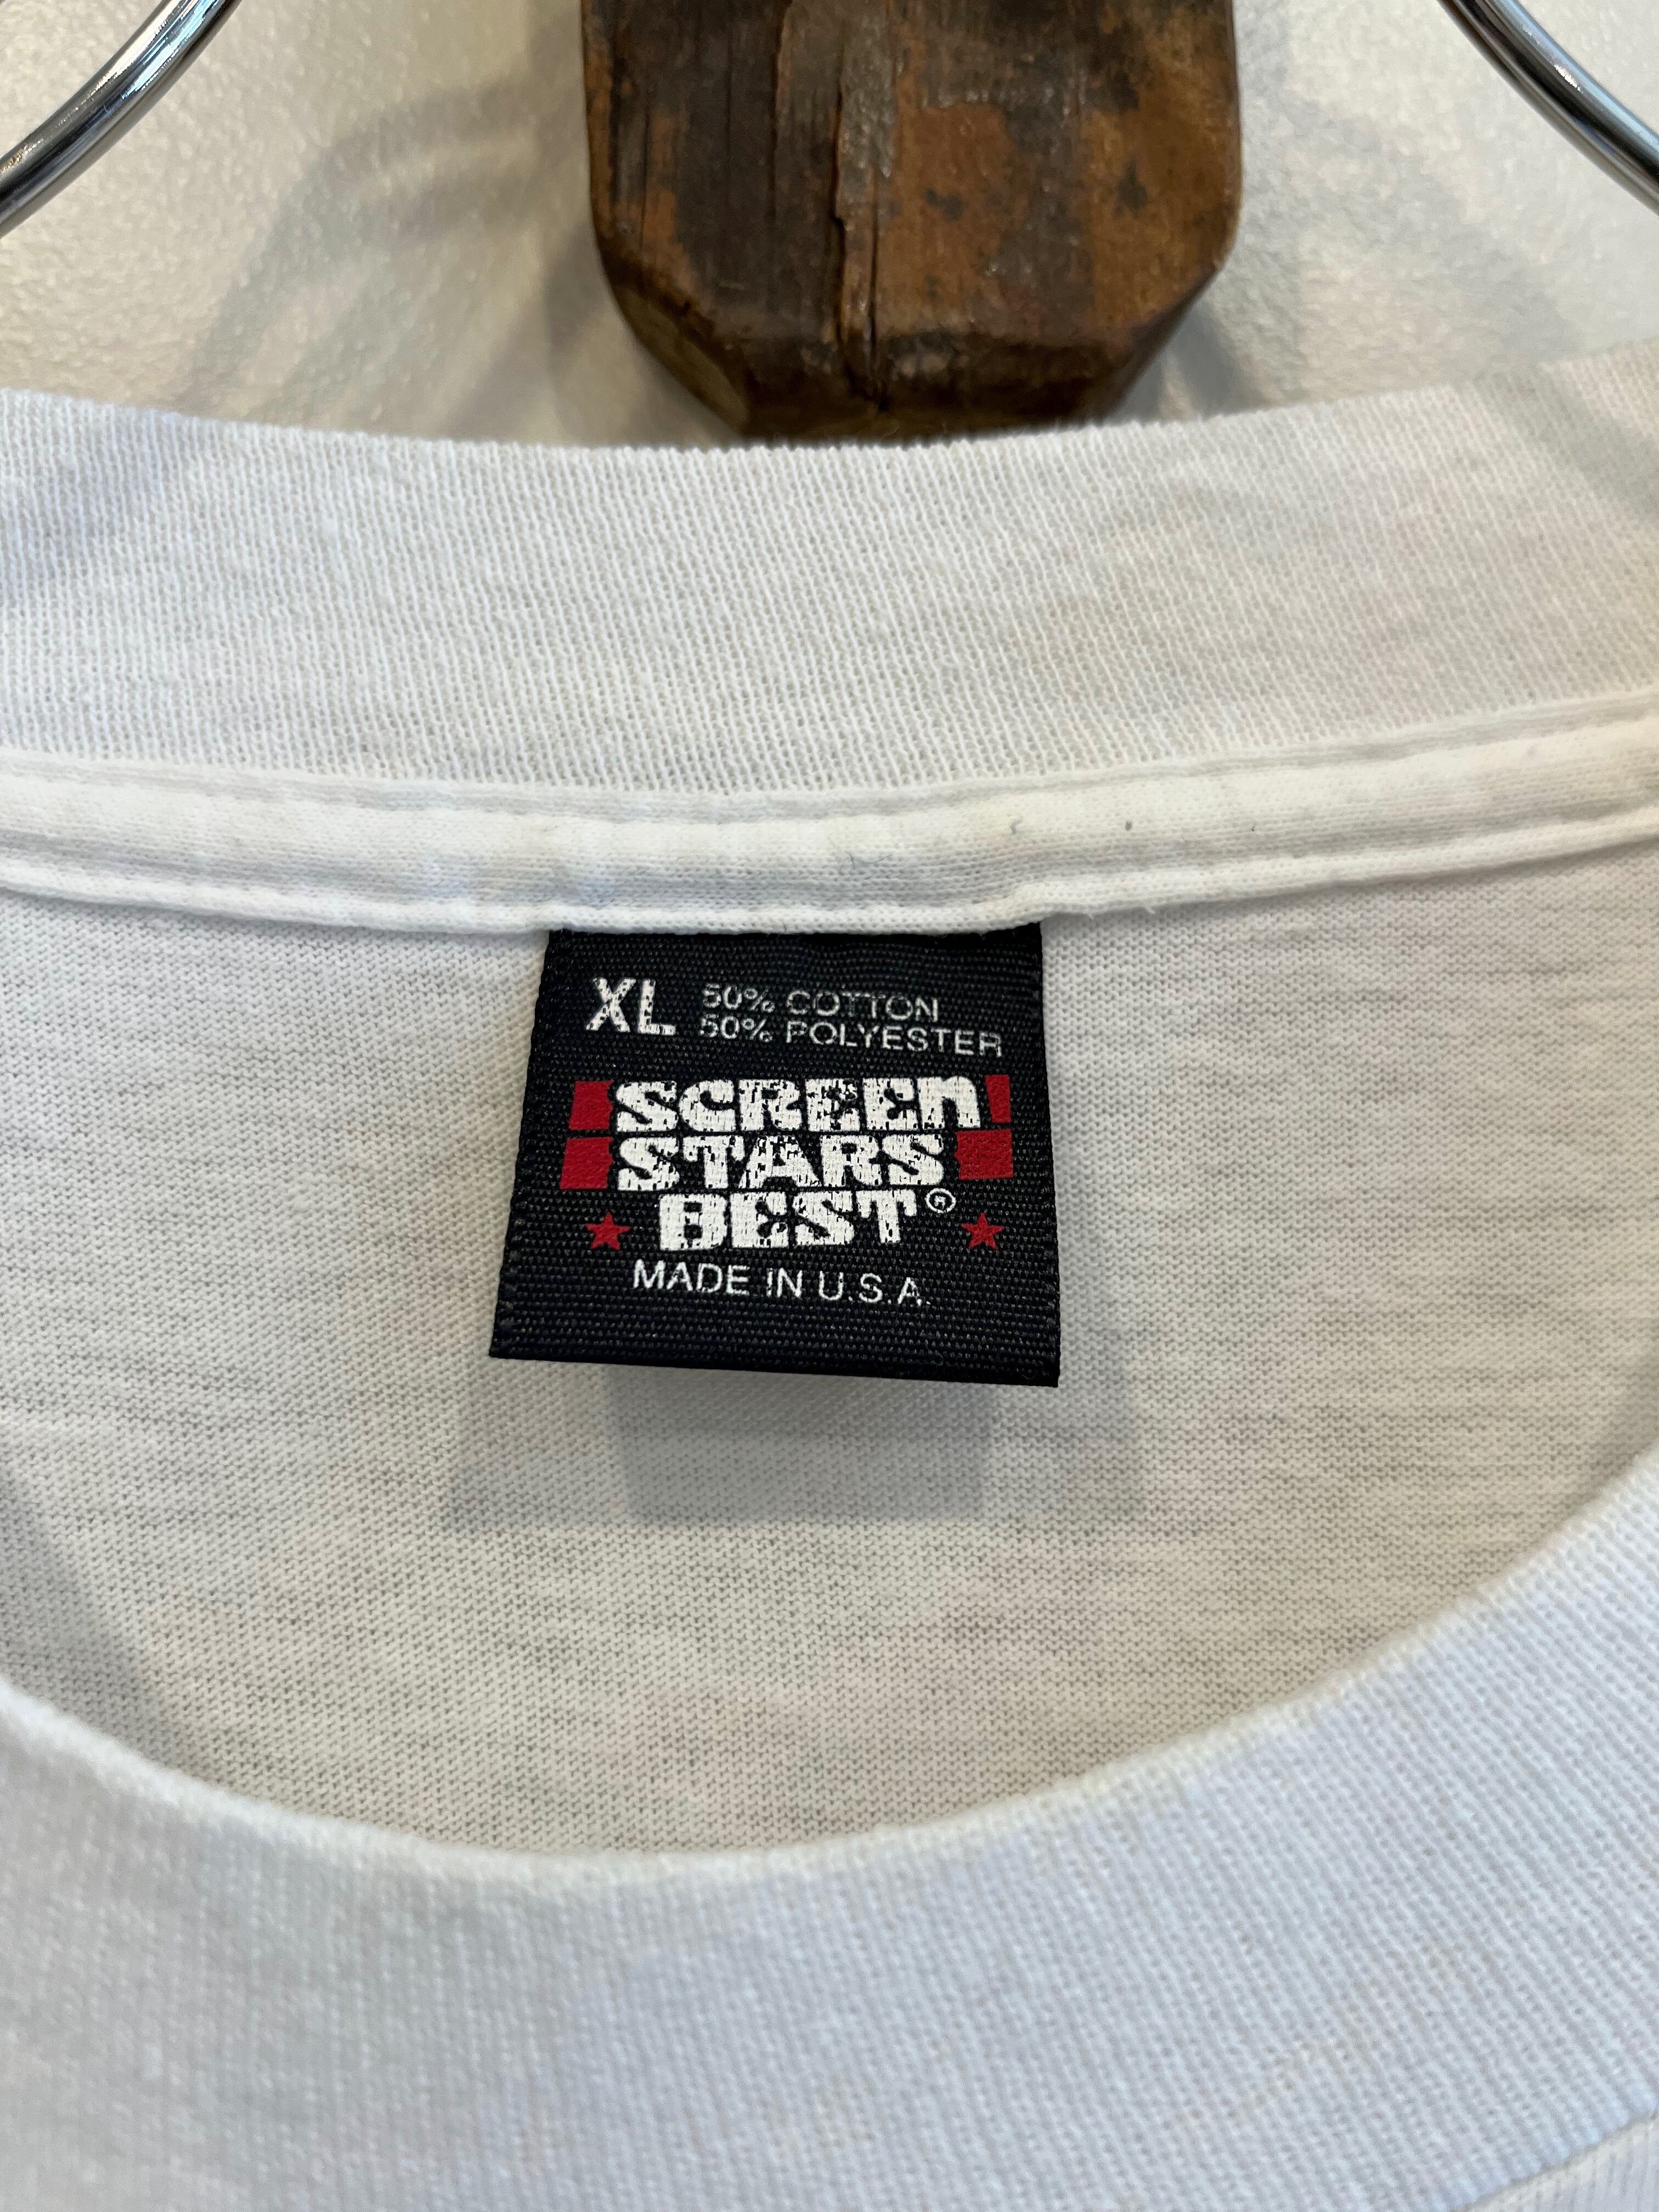 XL 50% COTTON
50% POLYESTER
SCREEN
STARS
BEST®
MADE IN U.S.A.